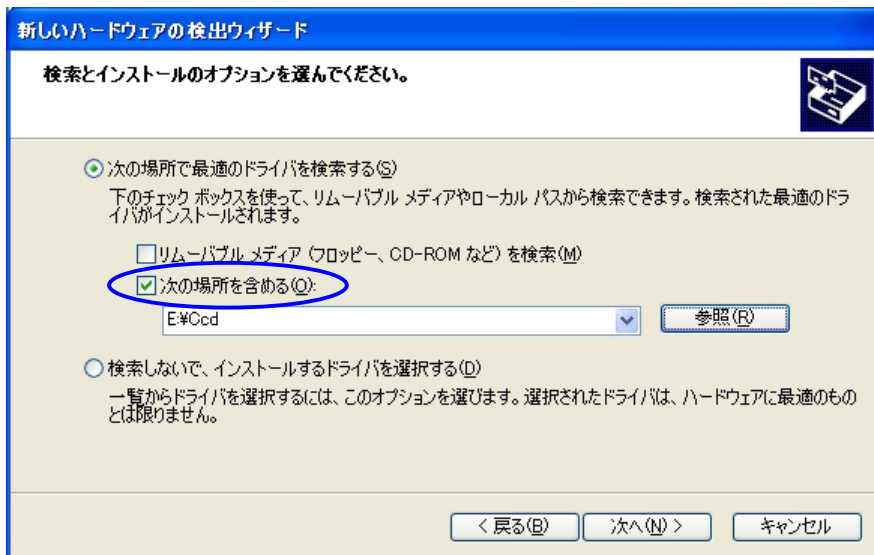 新しいハードウェアの検出ウィザード
検索とインストールのオプションを選んでください。
次の場所で最適のドライバを検索する(S)
下のチェック ボックスを使って、リムーバブル メディアやローカル パスから検索できます。検索された最適のドラ
イバがインストールされます。
リムーバブル メディア (フロッピー、CD-ROM など) を検索(M)
次の場所を含める(O):
E:¥Ccd
参照(R)
検索しないで、インストールするドライバを選択する(D)
一覧からドライバを選択するには、このオプションを選びます。選択されたドライバは、ハードウェアに最適のもの
とは限りません。
< 戻る(B) 次へ(N) > キャンセル